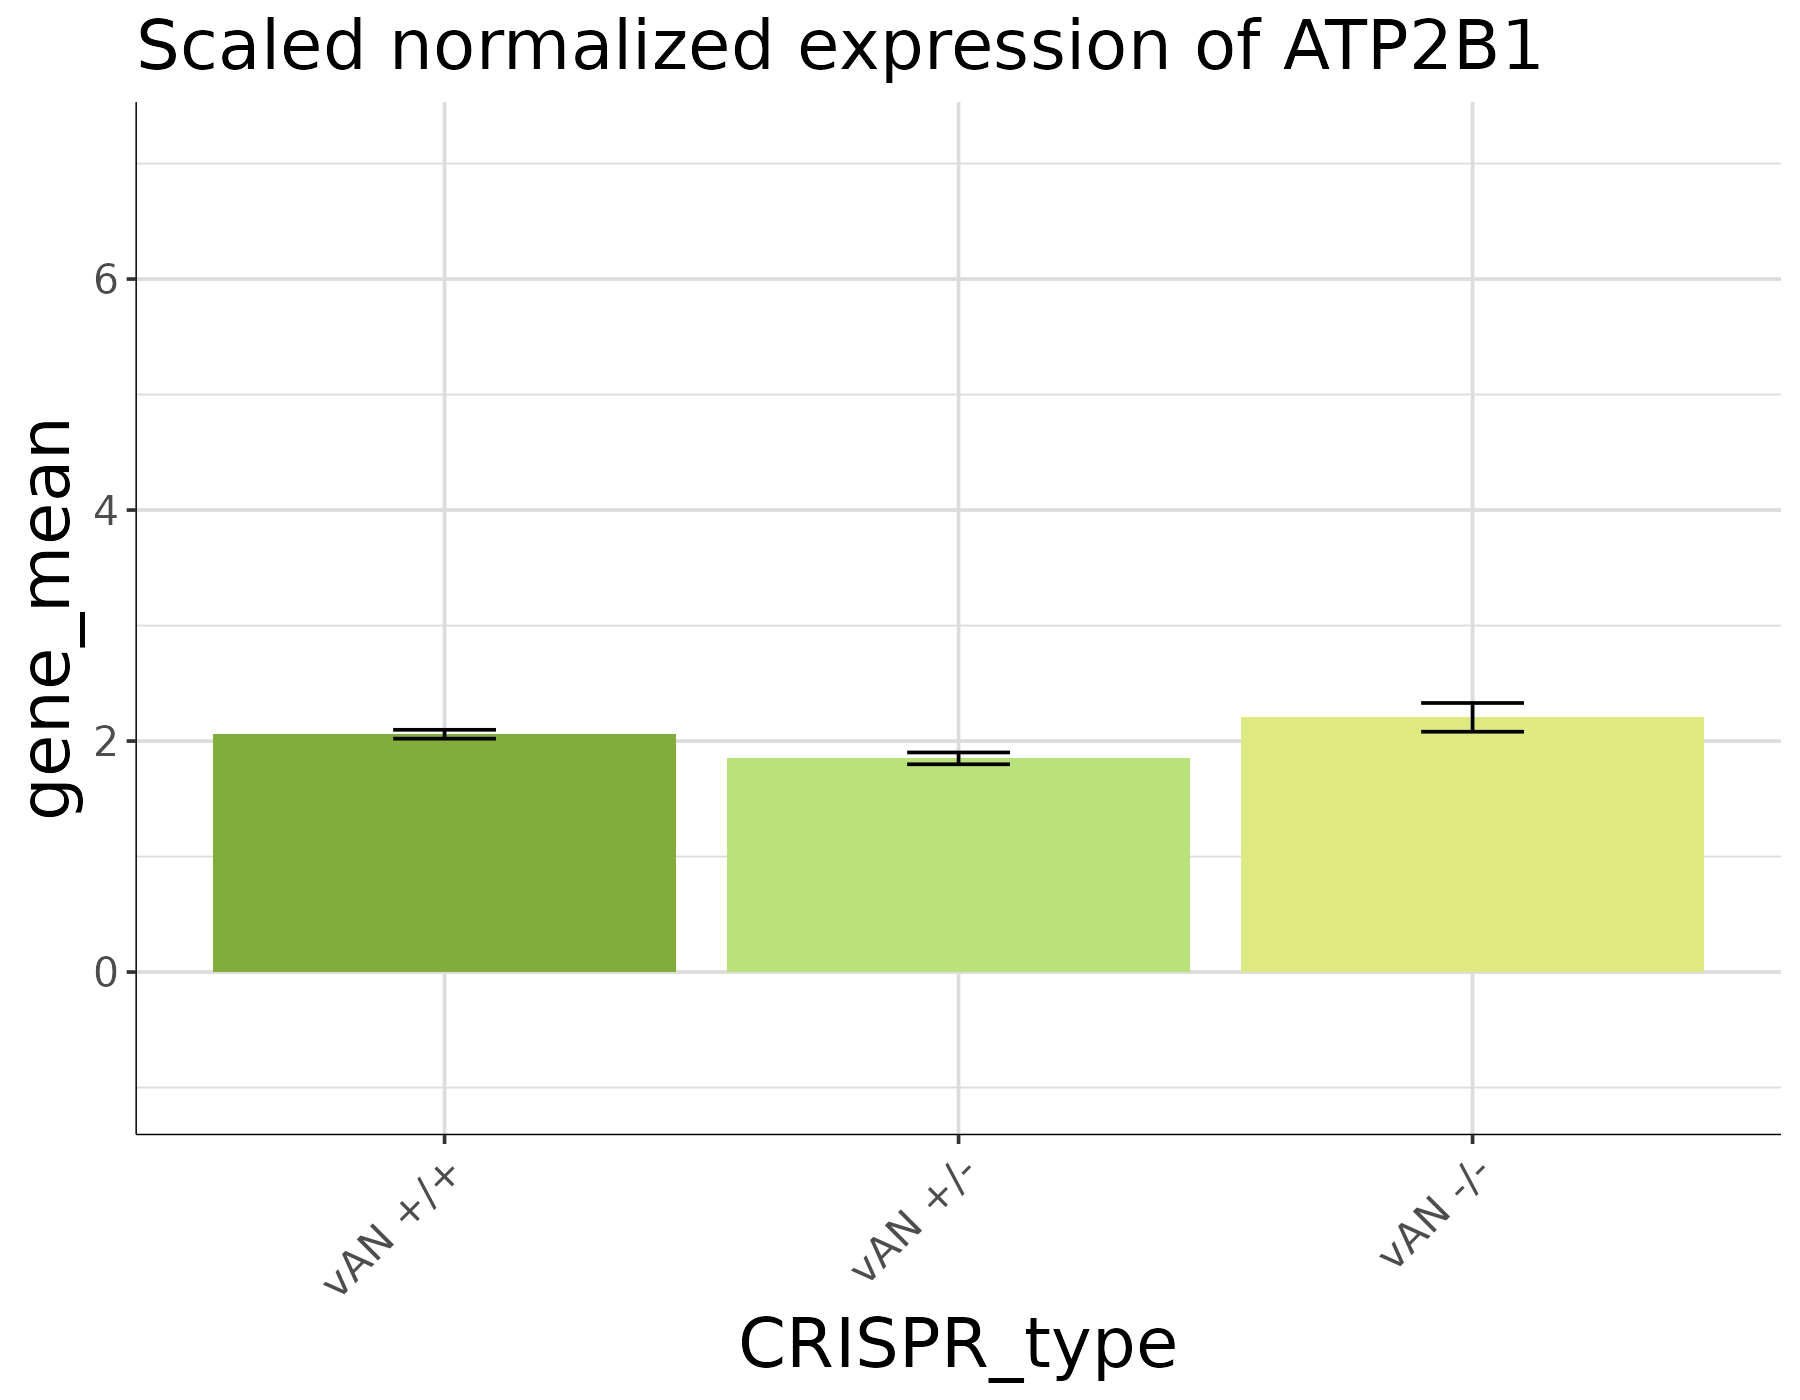 Scaled normalized expression of ATP2B1
gene_mean
6
4
2
0
vAN +/+
vAN +/-
vAN -/-
CRISPR_type